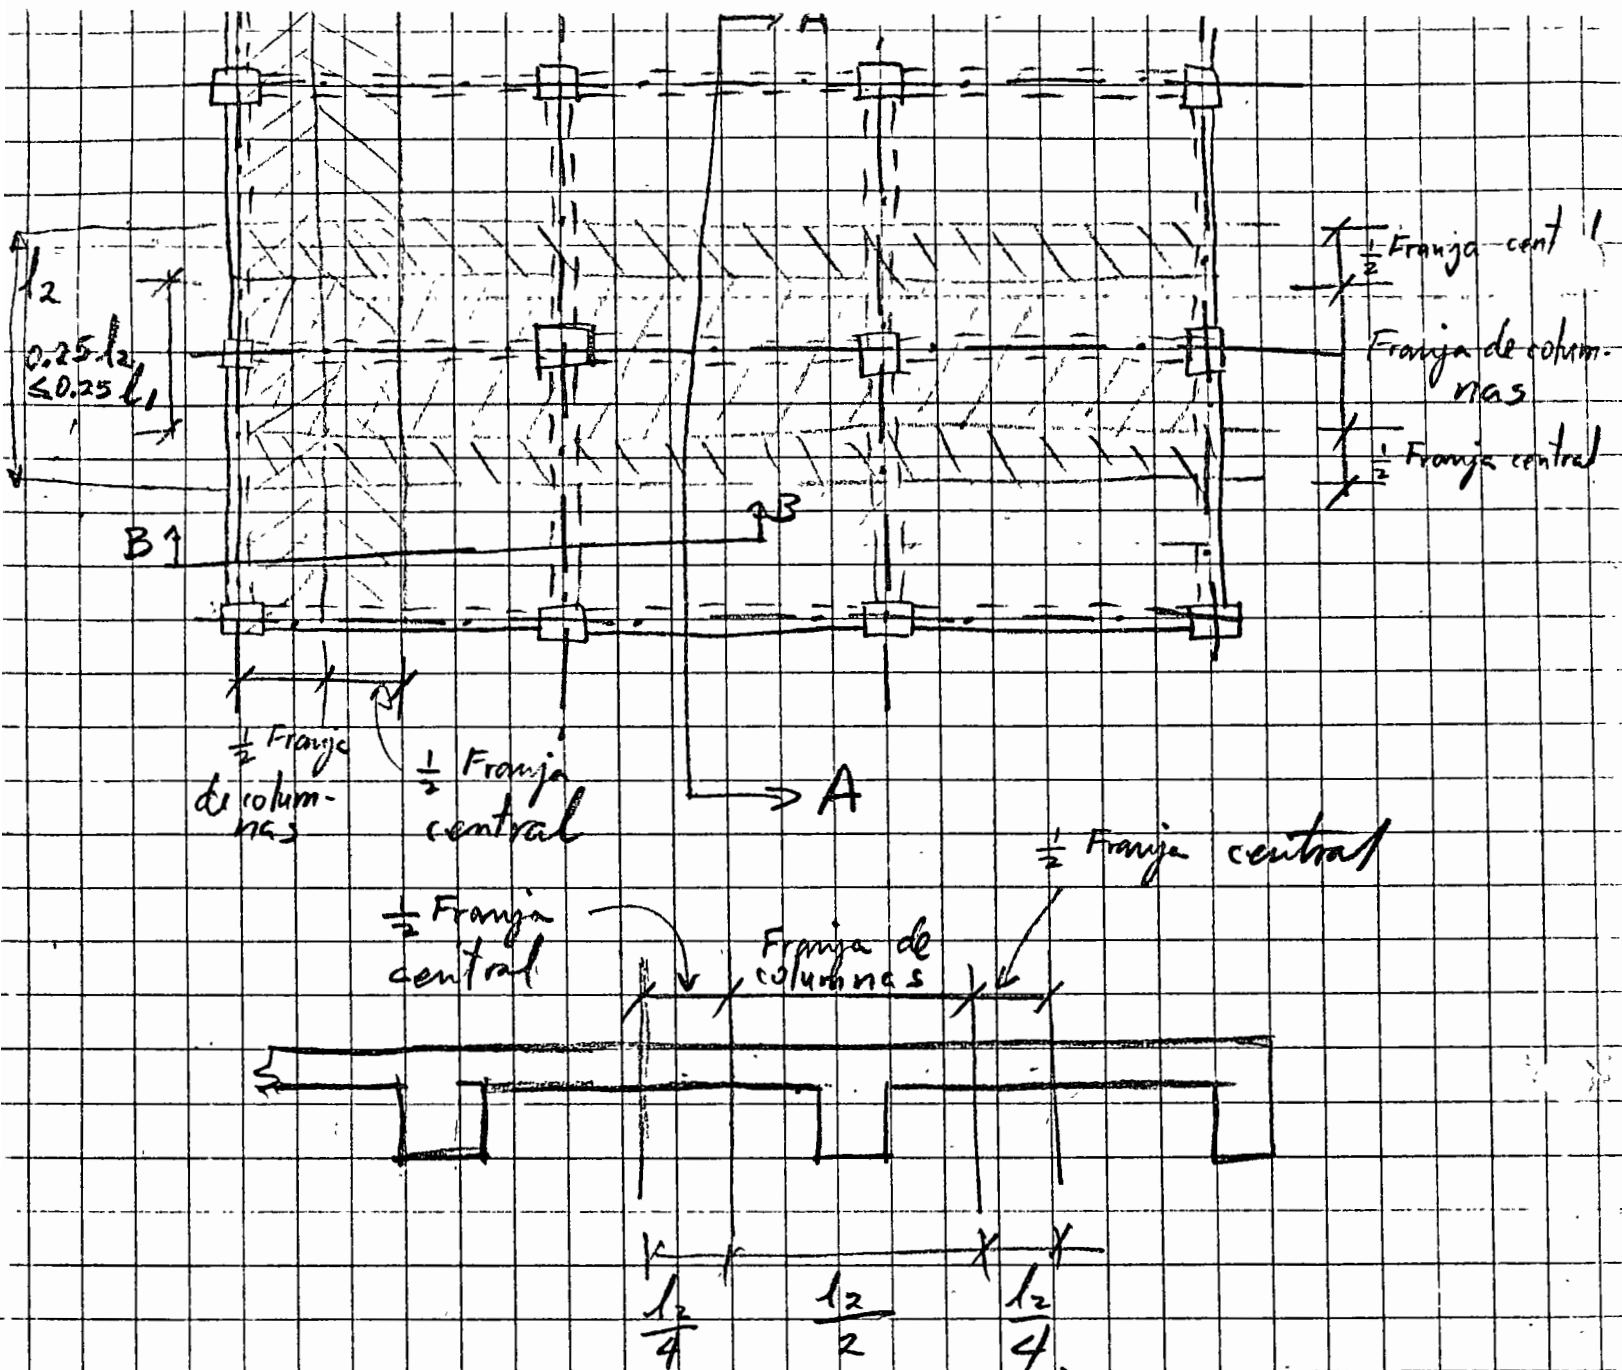 A
l₂
0.25 l₂
≤0.25 l₁
½ Franja cent l
Franja de colum-
nas
½ Franja central
B
B
½ Franja
de colum-
nas
½ Franja
central
A
½ Franja central
½ Franja
central
Franja de
columnas
l₂/4
l₂/2
l₂/4